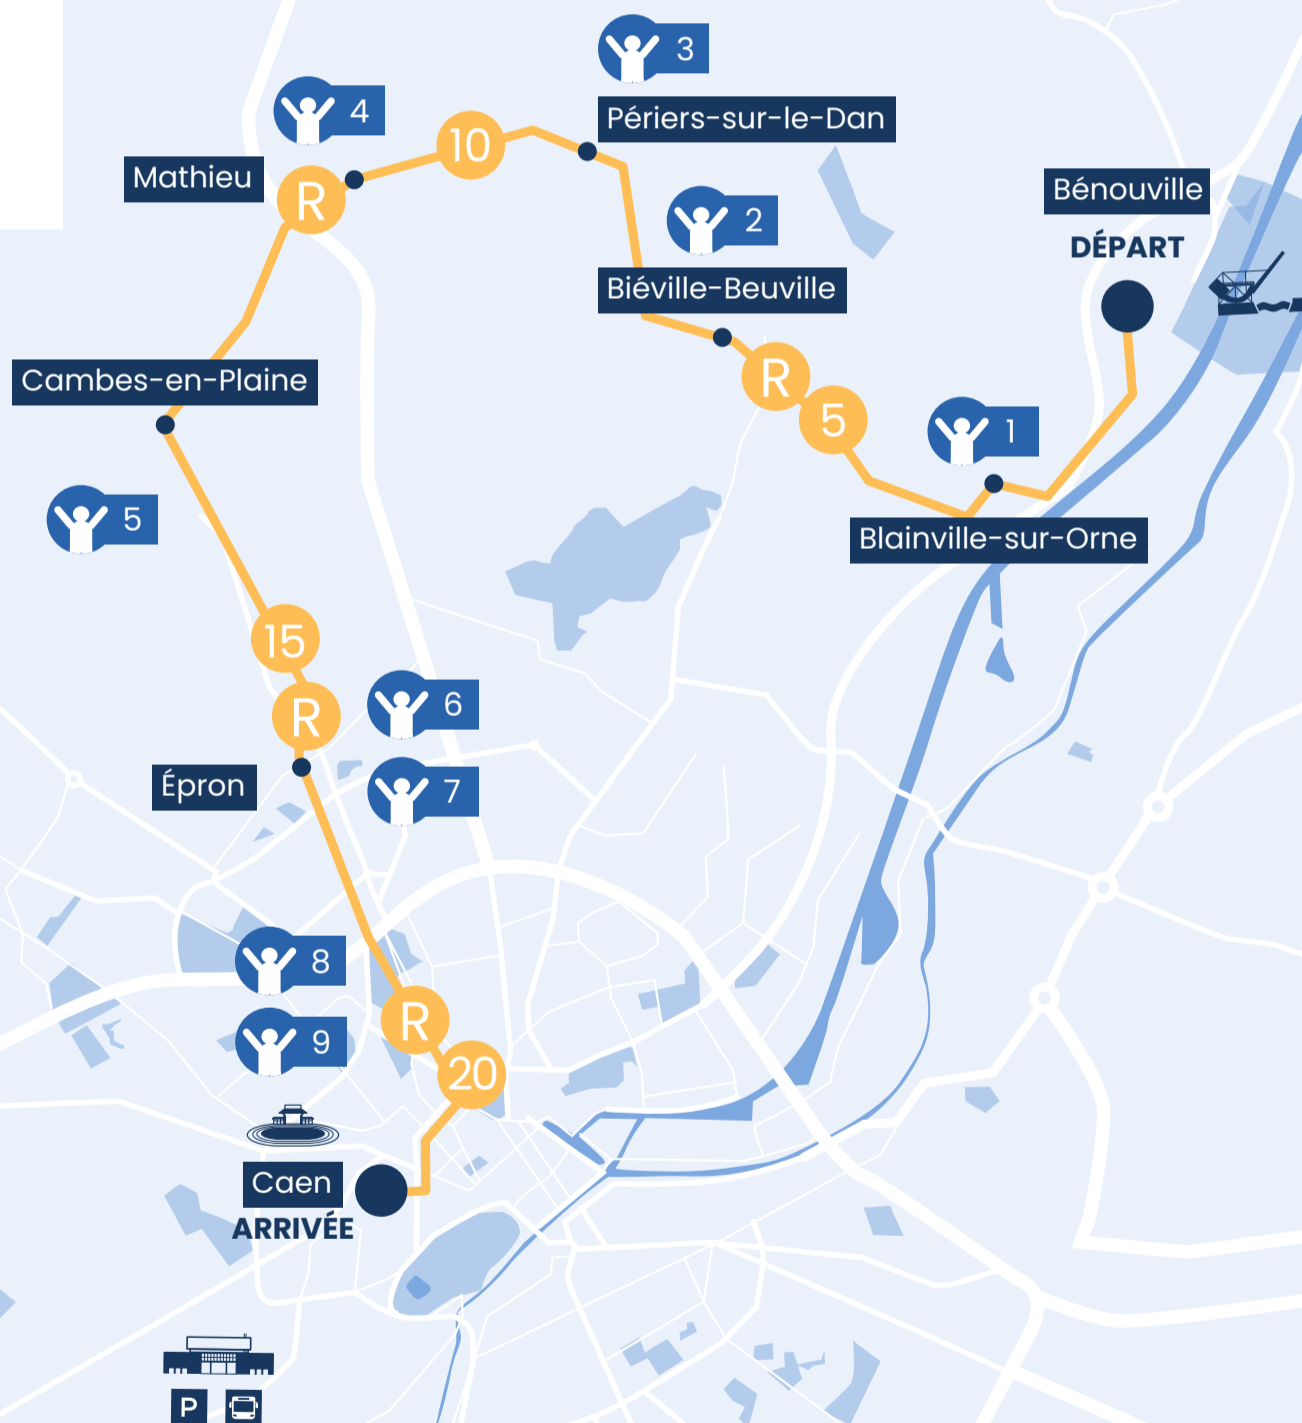 3
4
Périers-sur-le-Dan
10
Mathieu
R
Bénouville
DÉPART
2
Biéville-Beuville
Cambes-en-Plaine
R
5
1
5
Blainville-sur-Orne
15
R
6
Épron
7
8
R
9
20
Caen
ARRIVÉE
P